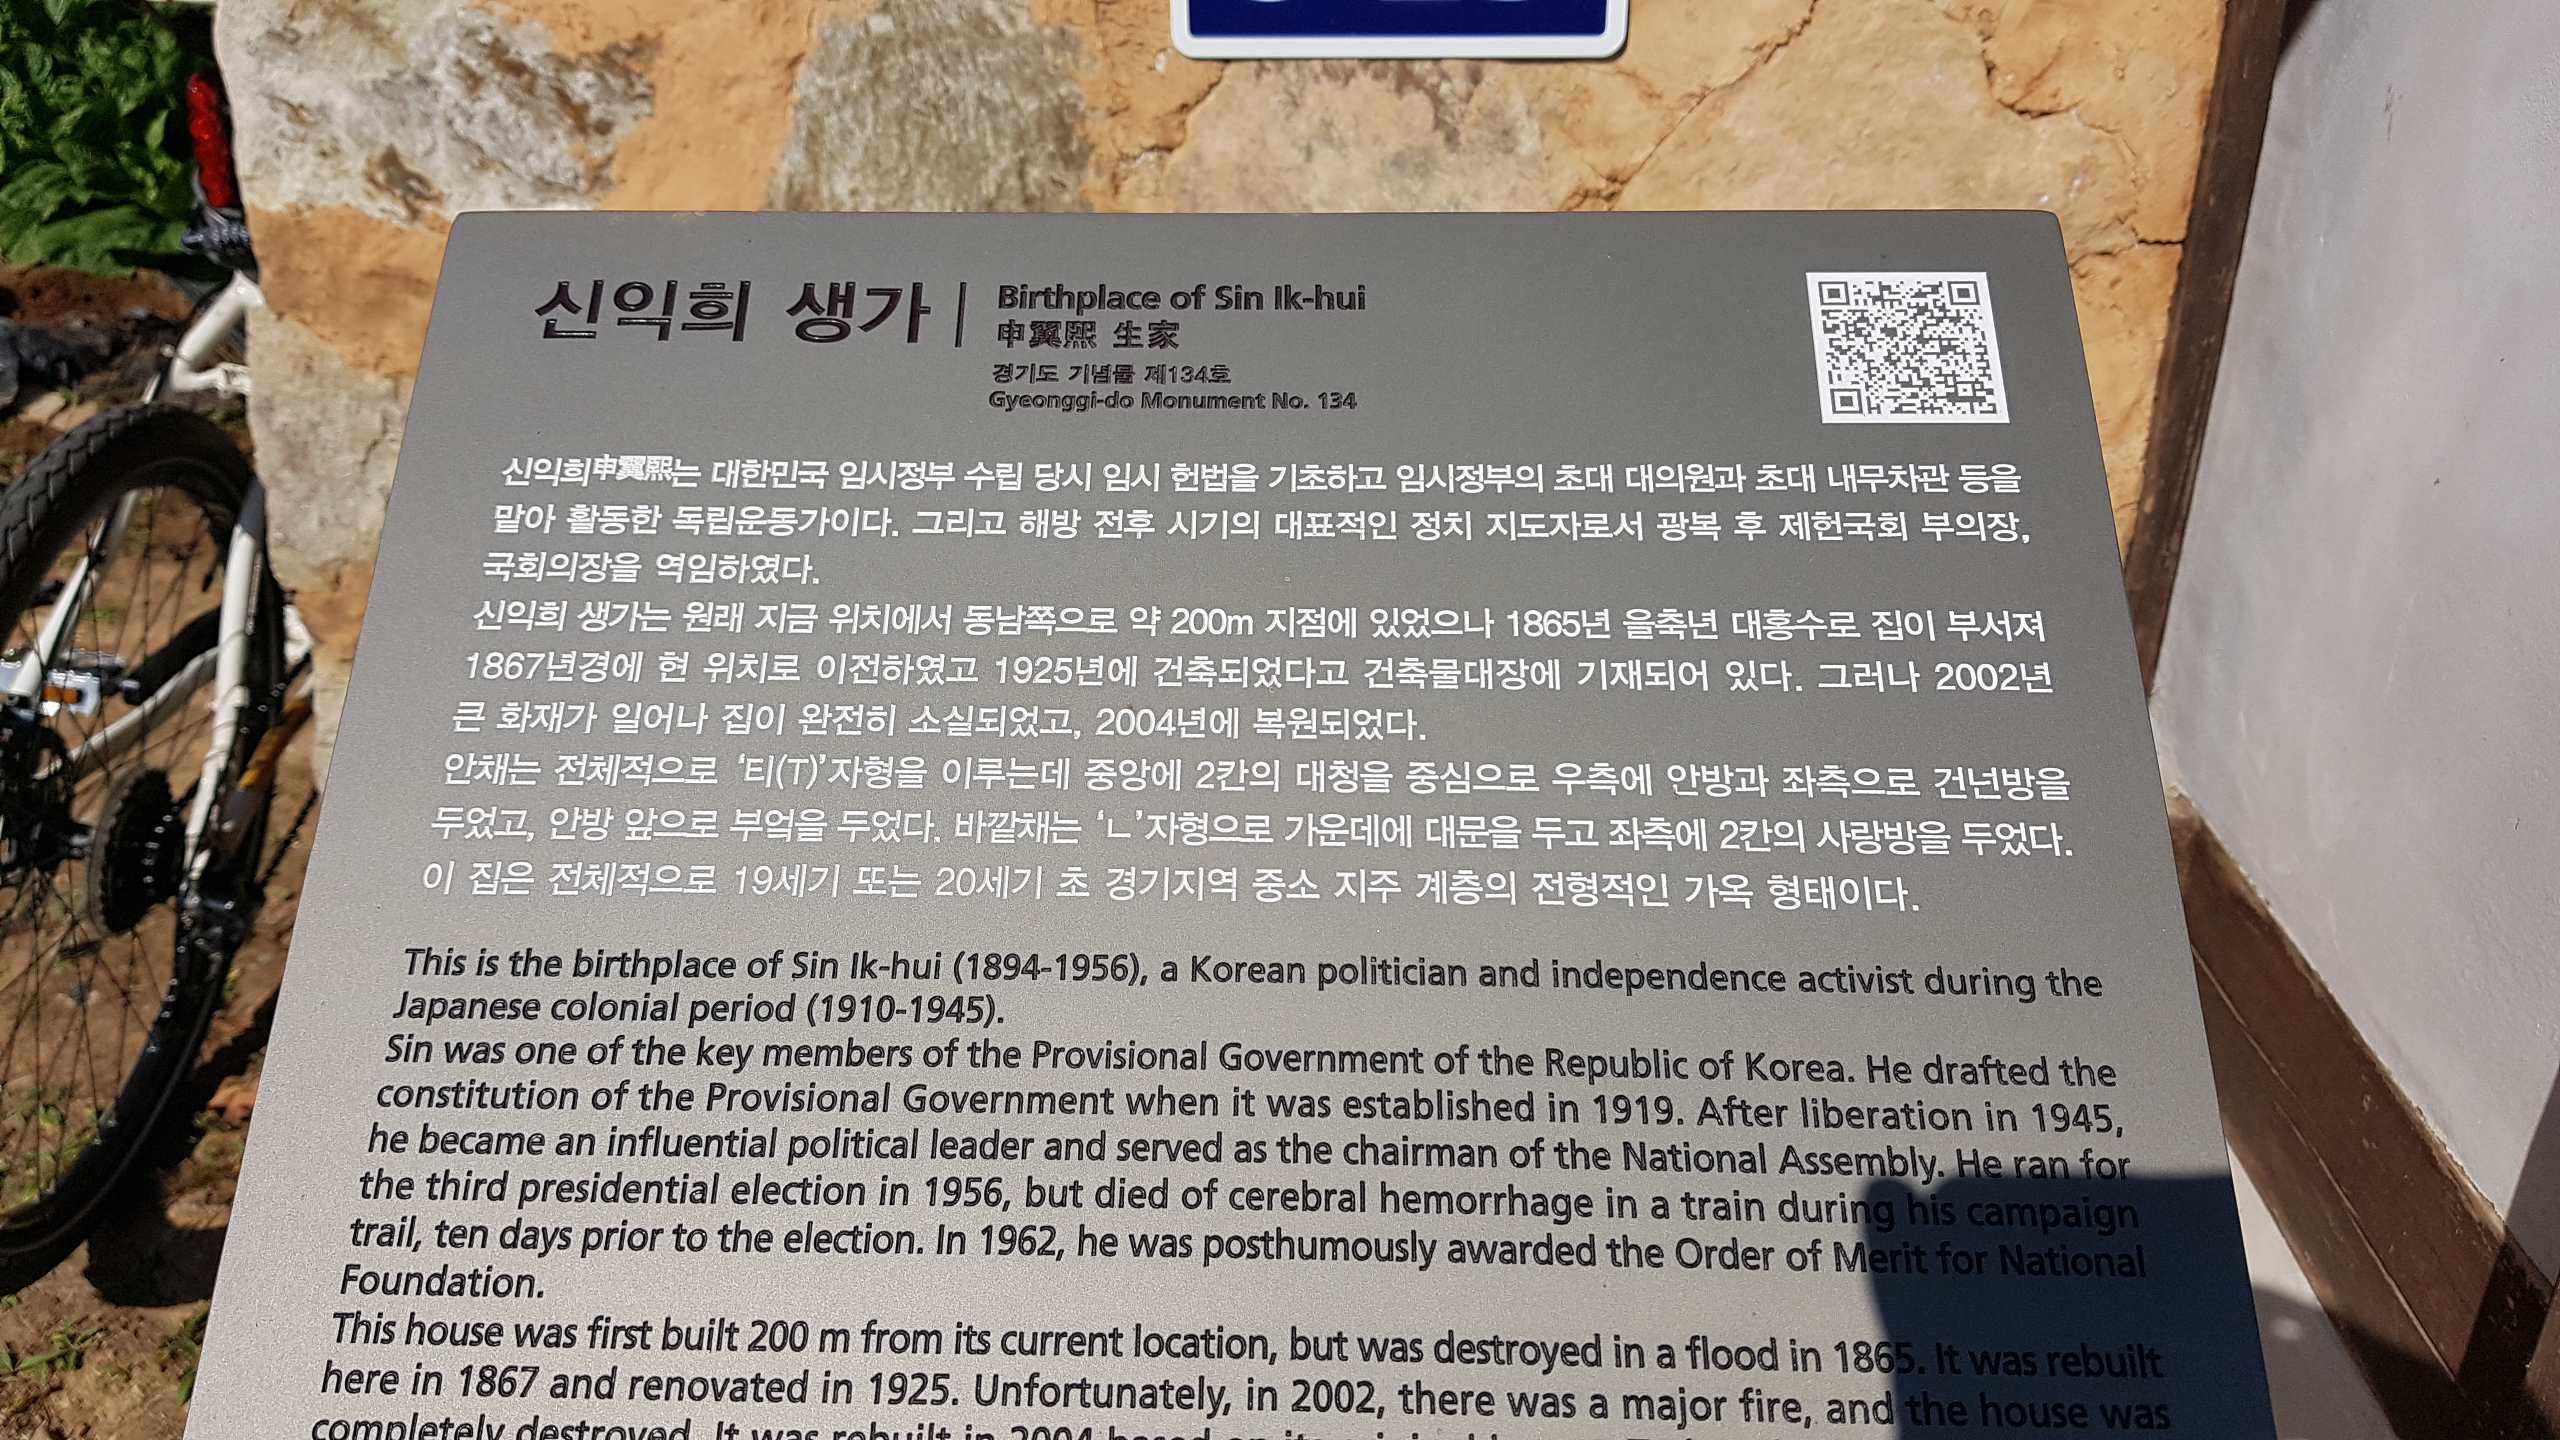 신익희 생가
Birthplace of Sin Ik-hui
申翼熙 生家
경기도 기념물 제134호
Gyeonggi-do Monument No. 134
신익희申翼熙는 대한민국 임시정부 수립 당시 임시 헌법을 기초하고 임시정부의 초대 대의원과 초대 내무차관 등을
맡아 활동한 독립운동가이다. 그리고 해방 전후 시기의 대표적인 정치 지도자로서 광복 후 제헌국회 부의장,
국회의장을 역임하였다.
신익희 생가는 원래 지금 위치에서 동남쪽으로 약 200m 지점에 있었으나 1865년 을축년 대홍수로 집이 부서져
1867년경에 현 위치로 이전하였고 1925년에 건축되었다고 건축물대장에 기재되어 있다. 그러나 2002년
큰 화재가 일어나 집이 완전히 소실되었고, 2004년에 복원되었다.
안채는 전체적으로 ‘티(T)’자형을 이루는데 중앙에 2칸의 대청을 중심으로 우측에 안방과 좌측으로 건넌방을
두었고, 안방 앞으로 부엌을 두었다. 바깥채는 ‘ㄴ’자형으로 가운데에 대문을 두고 좌측에 2칸의 사랑방을 두었다.
이 집은 전체적으로 19세기 또는 20세기 초 경기지역 중소 지주 계층의 전형적인 가옥 형태이다.
This is the birthplace of Sin Ik-hui (1894-1956), a Korean politician and independence activist during the
Japanese colonial period (1910-1945).
Sin was one of the key members of the Provisional Government of the Republic of Korea. He drafted the
constitution of the Provisional Government when it was established in 1919. After liberation in 1945,
he became an influential political leader and served as the chairman of the National Assembly. He ran for
the third presidential election in 1956, but died of cerebral hemorrhage in a train during his campaign
trail, ten days prior to the election. In 1962, he was posthumously awarded the Order of Merit for National
Foundation.
This house was first built 200 m from its current location, but was destroyed in a flood in 1865. It was rebuilt
here in 1867 and renovated in 1925. Unfortunately, in 2002, there was a major fire, and the house was
completely destroyed. It was rebuilt in 2004 based on its